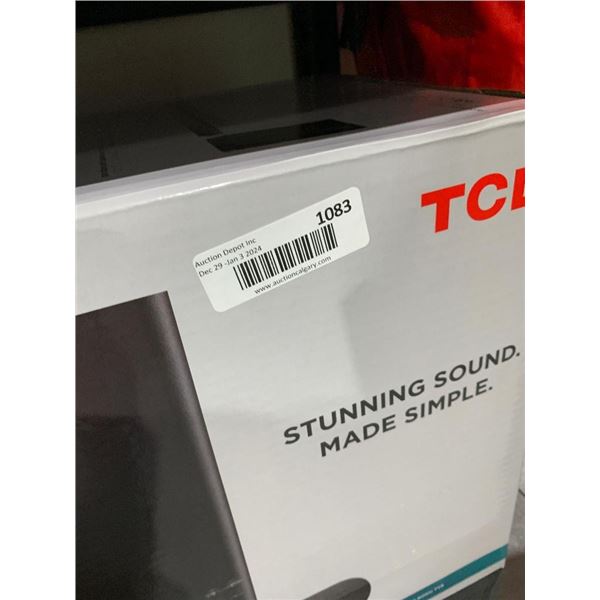 1083
Auction Depot Inc
Dec 29 -Jan 3 2024
www.auctioncalgary.com
TCL
STUNNING SOUND.
MADE SIMPLE.